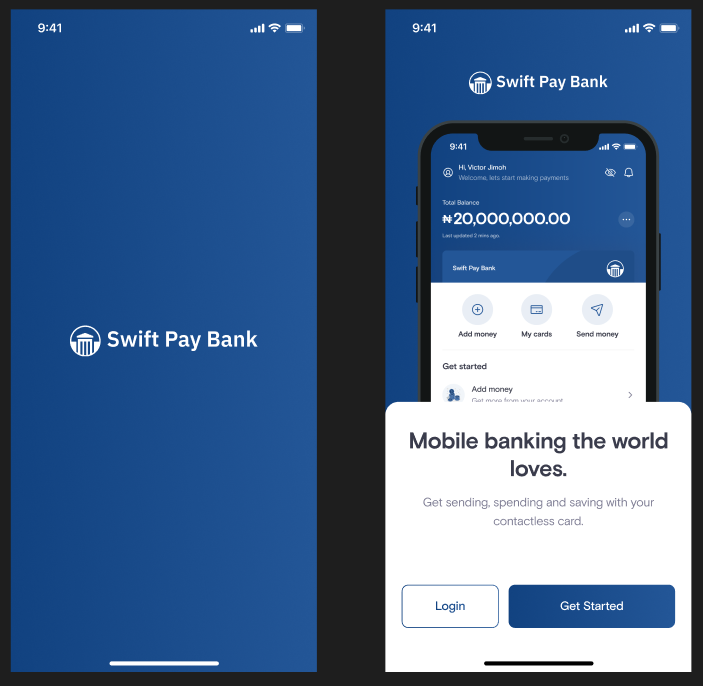 9:41
Swift Pay Bank
9:41
Swift Pay Bank
9:41
Hi, Victor Jimoh
Welcome, lets start making payments
Total Balance
₦20,000,000.00
Last updated 2 mins ago.
Swift Pay Bank
Add money
My cards
Send money
Get started
Add money
Get more from your account
Mobile banking the world
loves.
Get sending, spending and saving with your
contactless card.
Login
Get Started